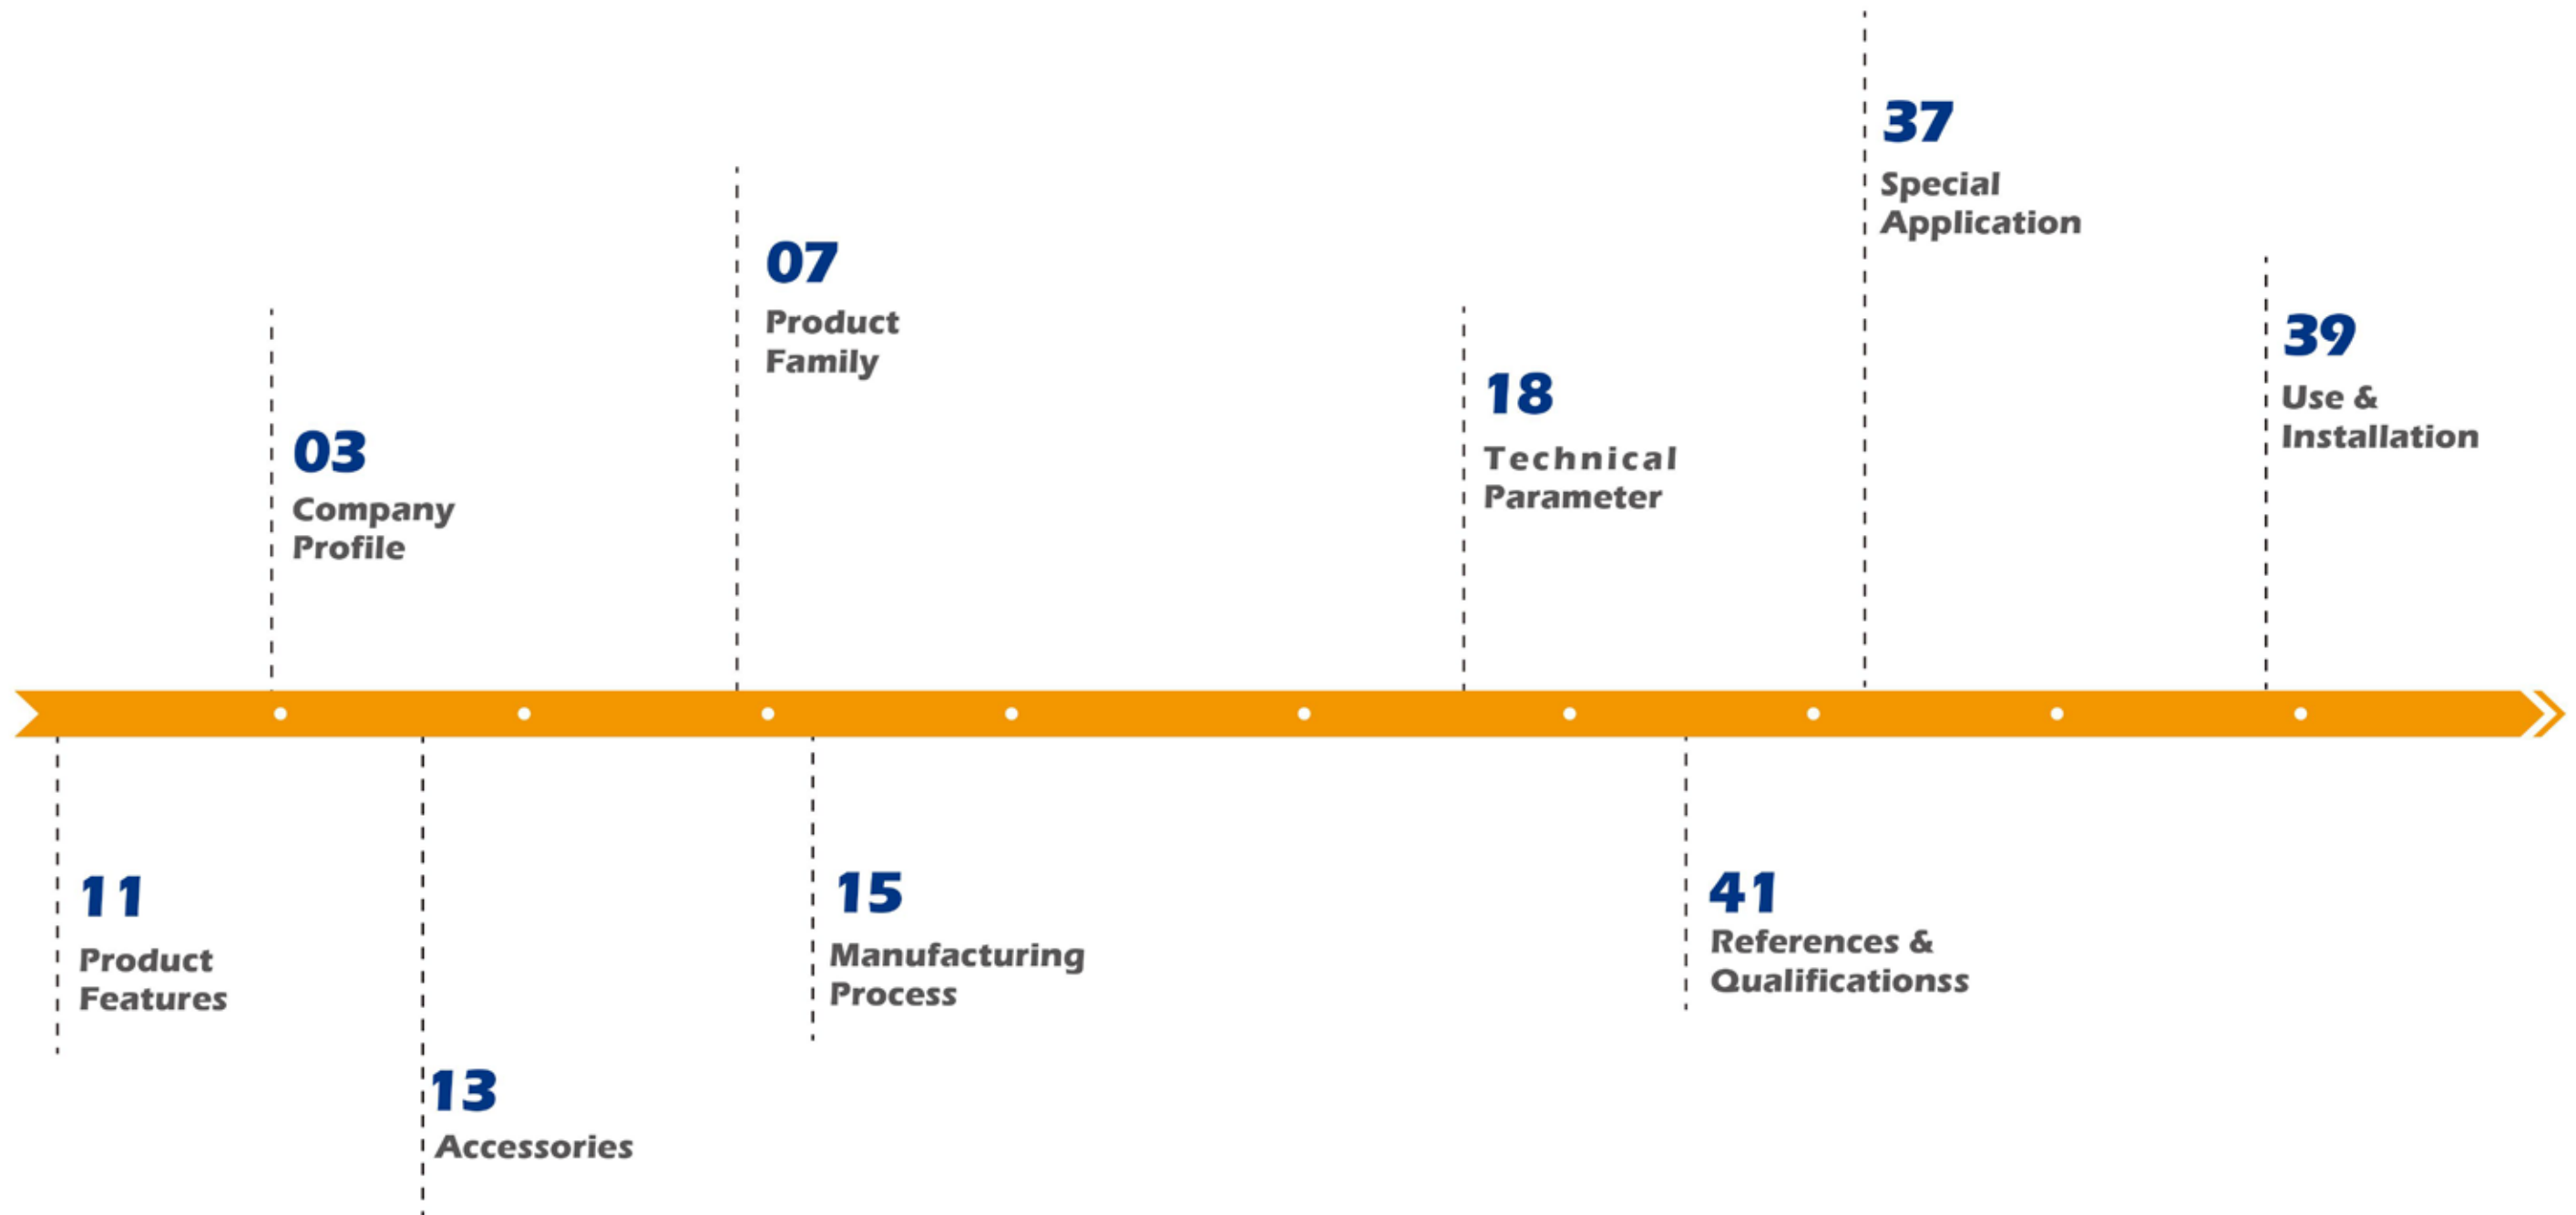 37
Special
Application
07
Product
Family
39
Use &
Installation
18
Technical
Parameter
03
Company
Profile
11
Product
Features
15
Manufacturing
Process
41
References &
Qualificationss
13
Accessories